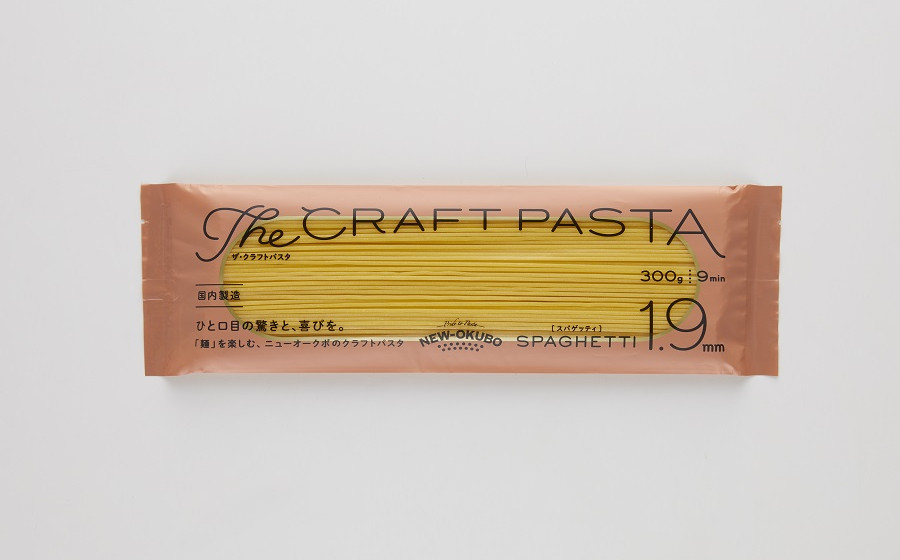 The CRAFT PASTA
ザ・クラフトパスタ
300g 9min
国内製造
1.9mm
ひと口目の驚きと、喜びを。
「麺」を楽しむ、ニューオークボのクラフトパスタ
Pride in Pasta
NEW-OKUBO
[スパゲッティ]
SPAGHETTI